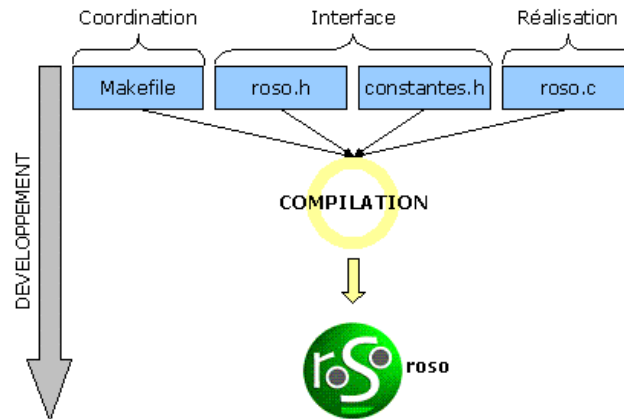 Coordination
Interface
Réalisation
Makefile
roso.h
constantes.h
roso.c
DEVELOPPEMENT
COMPILATION
roSo
roso